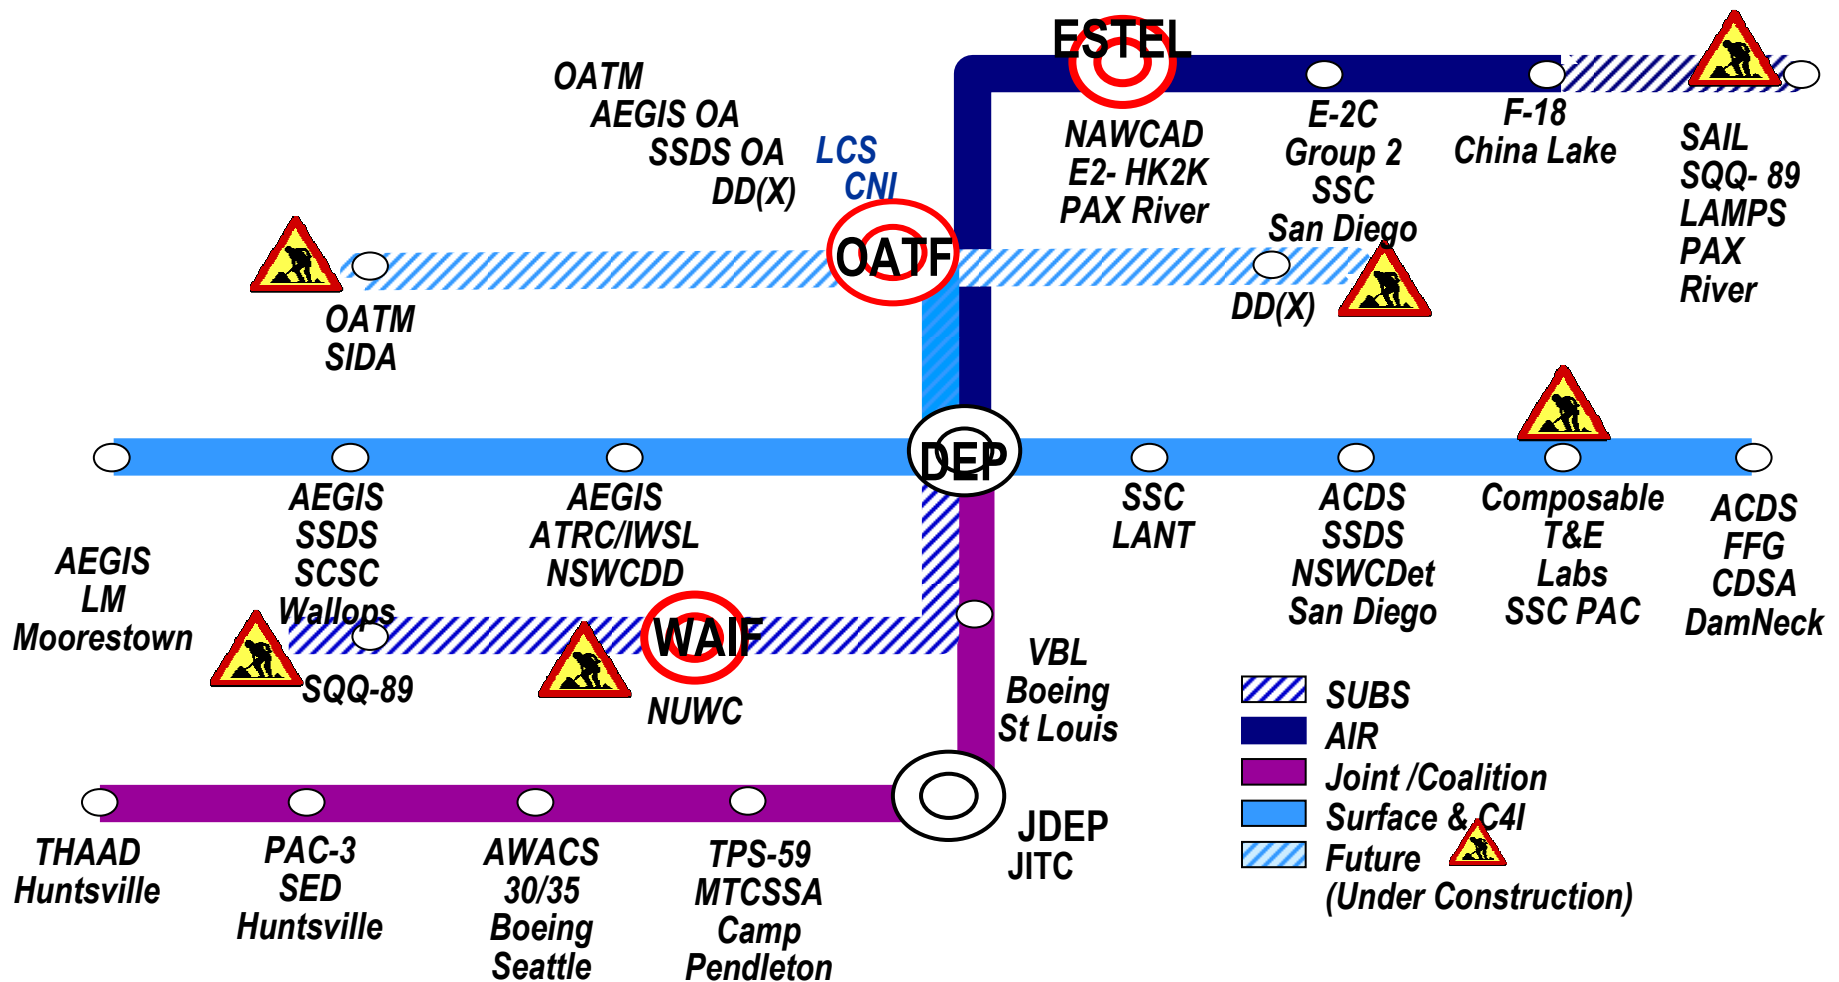 ESTEL
NAWCAD
E2- HK2K
PAX River
E-2C
Group 2
SSC
San Diego
F-18
China Lake
SAIL
SQQ- 89
LAMPS
PAX
River
OATM
AEGIS OA
SSDS OA
DD(X)
LCS
CNI
OATF
OATM
SIDA
DD(X)
DEP
AEGIS
LM
Moorestown
AEGIS
SSDS
SCSC
Wallops
AEGIS
ATRC/IWSL
NSWCDD
SSC
LANT
ACDS
SSDS
NSWCDet
San Diego
Composable
T&E
Labs
SSC PAC
ACDS
FFG
CDSA
DamNeck
SQQ-89
WAIF
NUWC
VBL
Boeing
St Louis
JDEP
JITC
THAAD
Huntsville
PAC-3
SED
Huntsville
AWACS
30/35
Boeing
Seattle
TPS-59
MTCSSA
Camp
Pendleton
SUBS
AIR
Joint /Coalition
Surface & C4I
Future
(Under Construction)